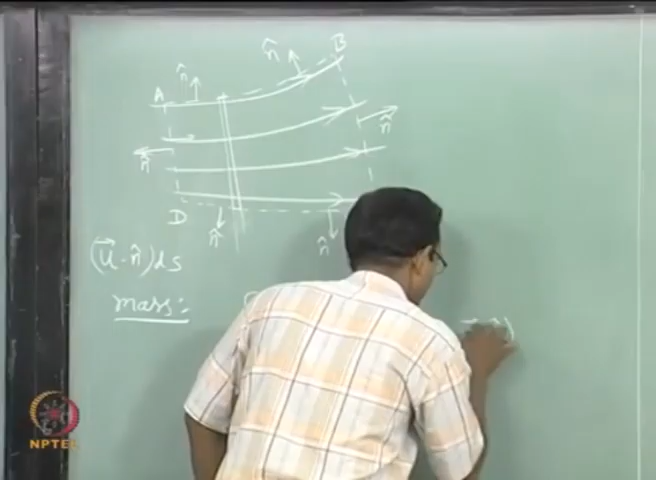 n̂ B
A n̂
n̂
n̂
D
n̂ n̂
(u⃗ · n̂) ds
mass :-
NPTEL